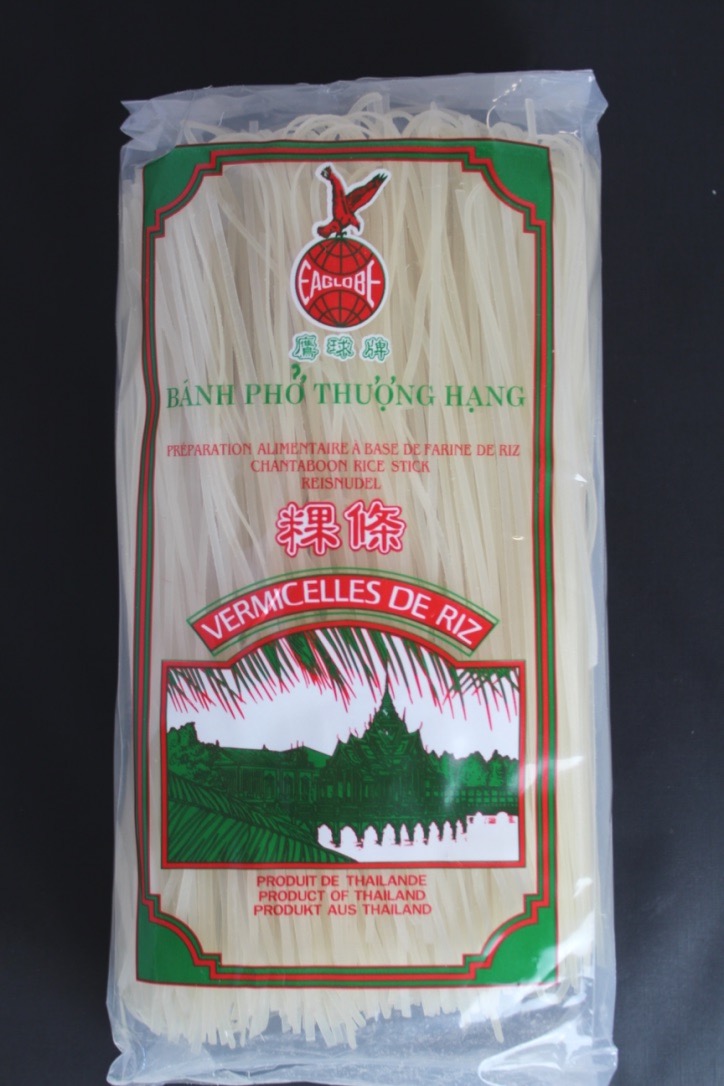 EAGLOBE
鷹球牌
BÁNH PHỞ THƯỢNG HẠNG
PRÉPARATION ALIMENTAIRE À BASE DE FARINE DE RIZ
CHANTABOON RICE STICK
REISNUDEL
粿條
VERMICELLES DE RIZ
PRODUIT DE THAILANDE
PRODUCT OF THAILAND
PRODUKT AUS THAILAND